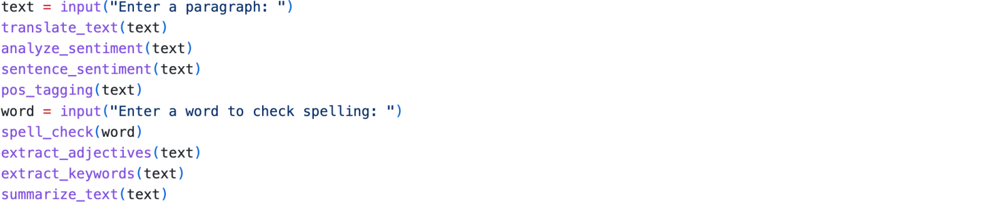 text = input("Enter a paragraph: ")
translate_text(text)
analyze_sentiment(text)
sentence_sentiment(text)
pos_tagging(text)
word = input("Enter a word to check spelling: ")
spell_check(word)
extract_adjectives(text)
extract_keywords(text)
summarize_text(text)